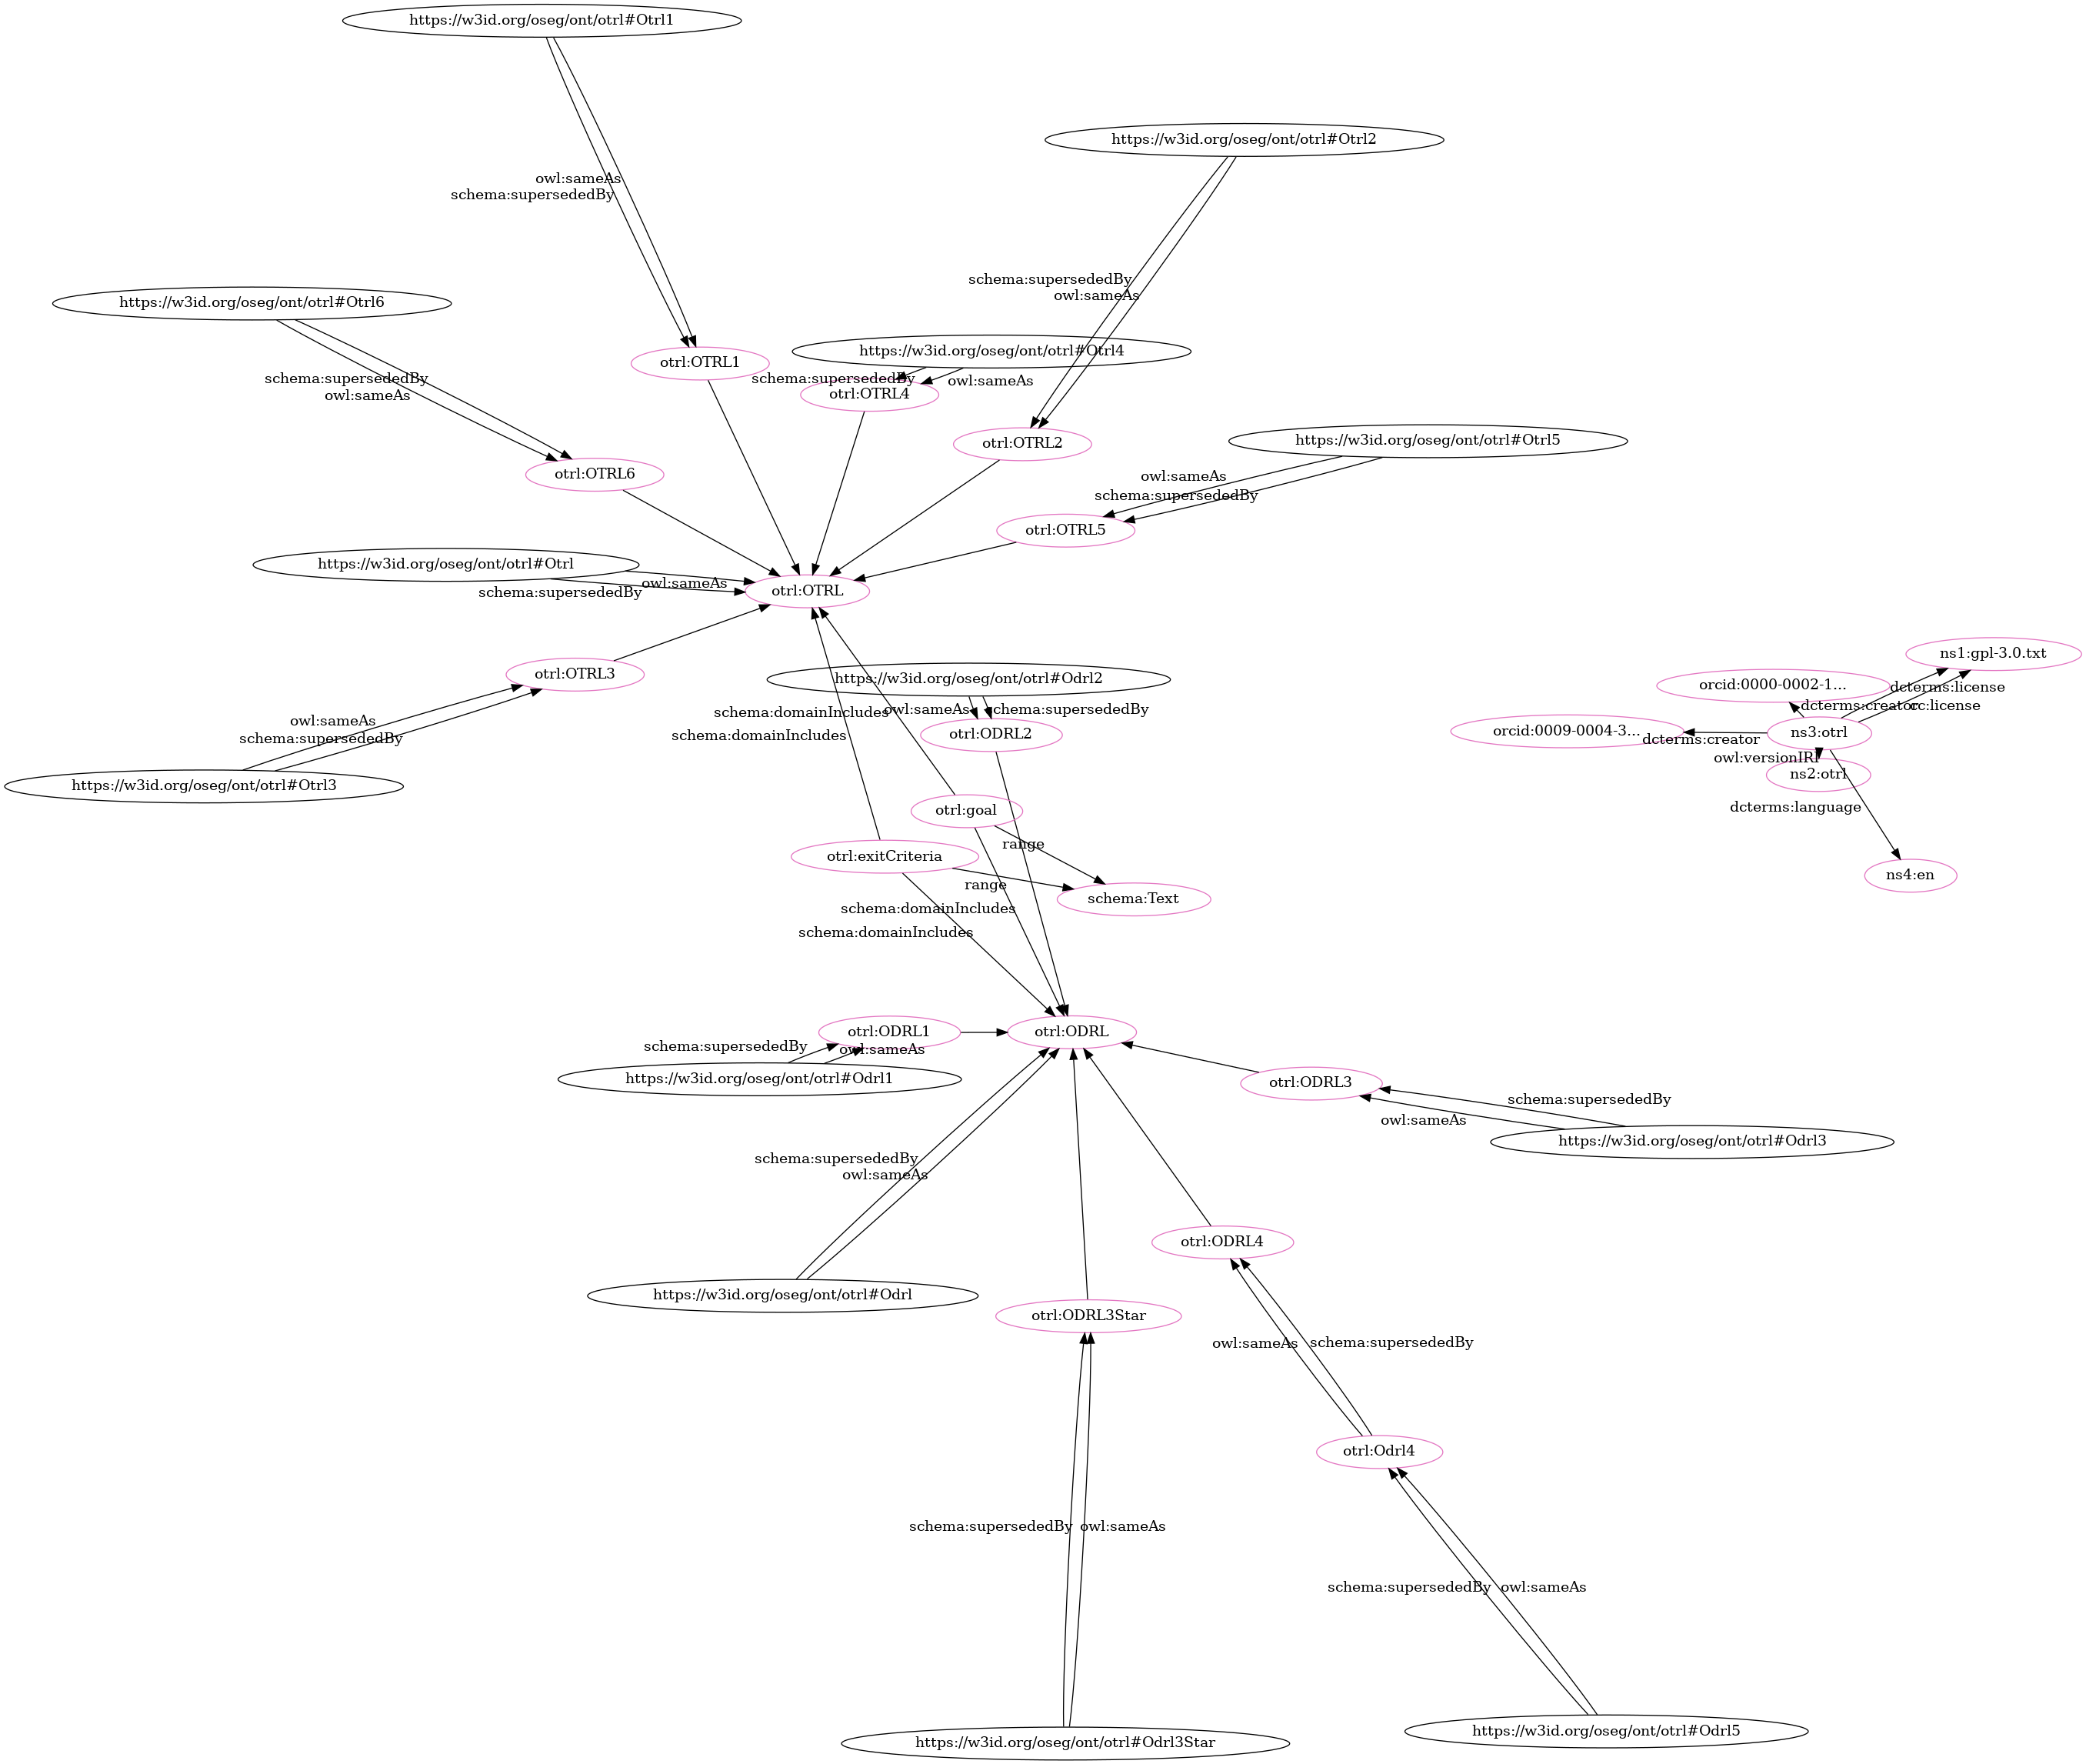 https://w3id.org/oseg/ont/otrl#Otrl1
https://w3id.org/oseg/ont/otrl#Otrl2
owl:sameAs
schema:supersededBy
schema:supersededBy
owl:sameAs
https://w3id.org/oseg/ont/otrl#Otrl6
https://w3id.org/oseg/ont/otrl#Otrl4
otrl:OTRL1
schema:supersededBy
owl:sameAs
schema:supersededBy
owl:sameAs
otrl:OTRL4
otrl:OTRL2
https://w3id.org/oseg/ont/otrl#Otrl5
otrl:OTRL6
owl:sameAs
schema:supersededBy
otrl:OTRL5
https://w3id.org/oseg/ont/otrl#Otrl
owl:sameAs
schema:supersededBy
otrl:OTRL
otrl:OTRL3
https://w3id.org/oseg/ont/otrl#Odrl2
ns1:gpl-3.0.txt
orcid:0000-0002-1...
dcterms:license
owl:sameAs
schema:supersededBy
schema:domainIncludes
dcterms:creator
cc:license
owl:sameAs
schema:supersededBy
schema:domainIncludes
otrl:ODRL2
orcid:0009-0004-3...
dcterms:creator
ns3:otrl
owl:versionIRI
ns2:otrl
https://w3id.org/oseg/ont/otrl#Otrl3
otrl:goal
dcterms:language
range
otrl:exitCriteria
ns4:en
range
schema:Text
schema:domainIncludes
schema:domainIncludes
otrl:ODRL1
otrl:ODRL
schema:supersededBy
owl:sameAs
https://w3id.org/oseg/ont/otrl#Odrl1
otrl:ODRL3
schema:supersededBy
owl:sameAs
https://w3id.org/oseg/ont/otrl#Odrl3
schema:supersededBy
owl:sameAs
otrl:ODRL4
https://w3id.org/oseg/ont/otrl#Odrl
otrl:ODRL3Star
owl:sameAs
schema:supersededBy
otrl:Odrl4
schema:supersededBy
owl:sameAs
schema:supersededBy
owl:sameAs
https://w3id.org/oseg/ont/otrl#Odrl5
https://w3id.org/oseg/ont/otrl#Odrl3Star